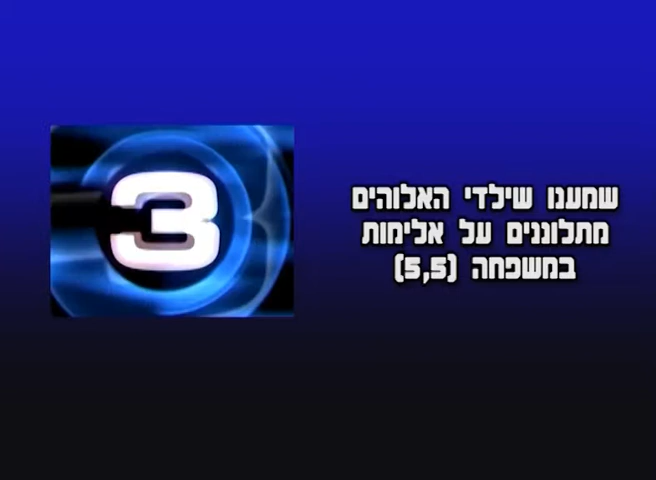 3
שמענו שילדי האלוהים
מתלוננים על אלימות
במשפחה (5,5)